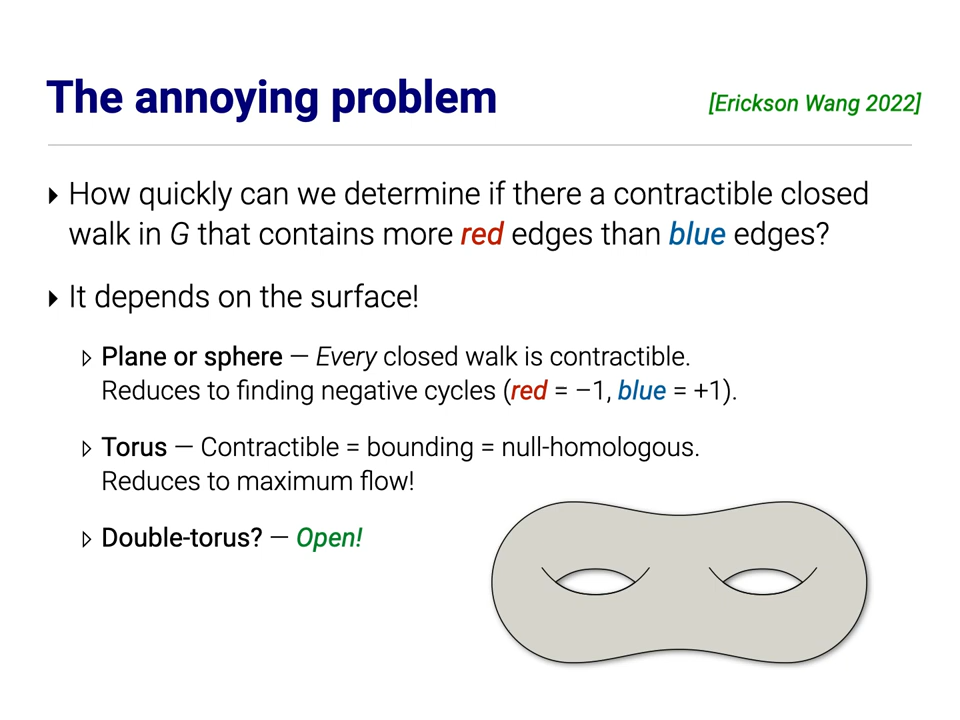 The annoying problem
[Erickson Wang 2022]
How quickly can we determine if there a contractible closed
walk in G that contains more red edges than blue edges?
It depends on the surface!
Plane or sphere — Every closed walk is contractible.
Reduces to finding negative cycles (red = −1, blue = +1).
Torus — Contractible = bounding = null-homologous.
Reduces to maximum flow!
Double-torus? — Open!